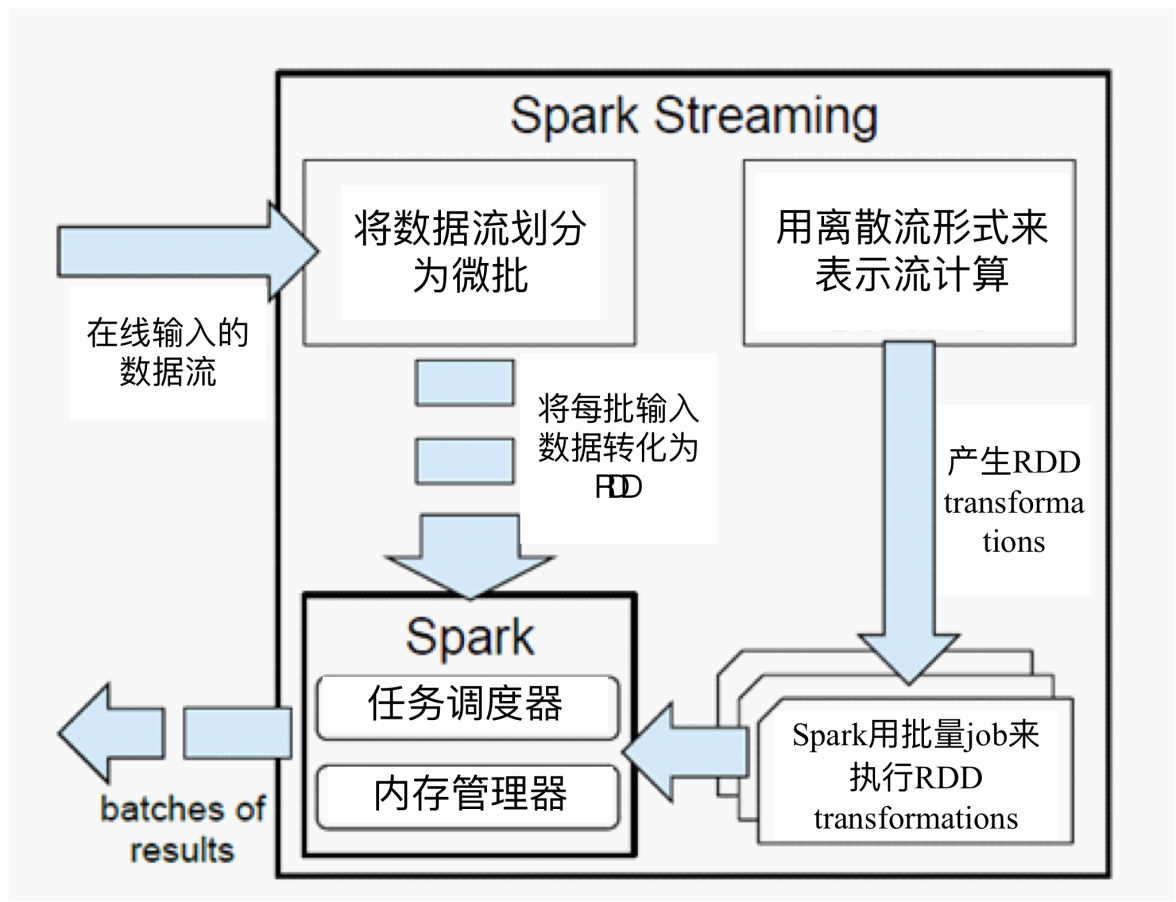 Spark Streaming
将数据流划分
为微批
用离散流形式来
表示流计算
在线输入的
数据流
将每批输入
数据转化为
RDD
产生RDD
transforma
tions
Spark
任务调度器
内存管理器
Spark用批量job来
执行RDD
transformations
batches of
results